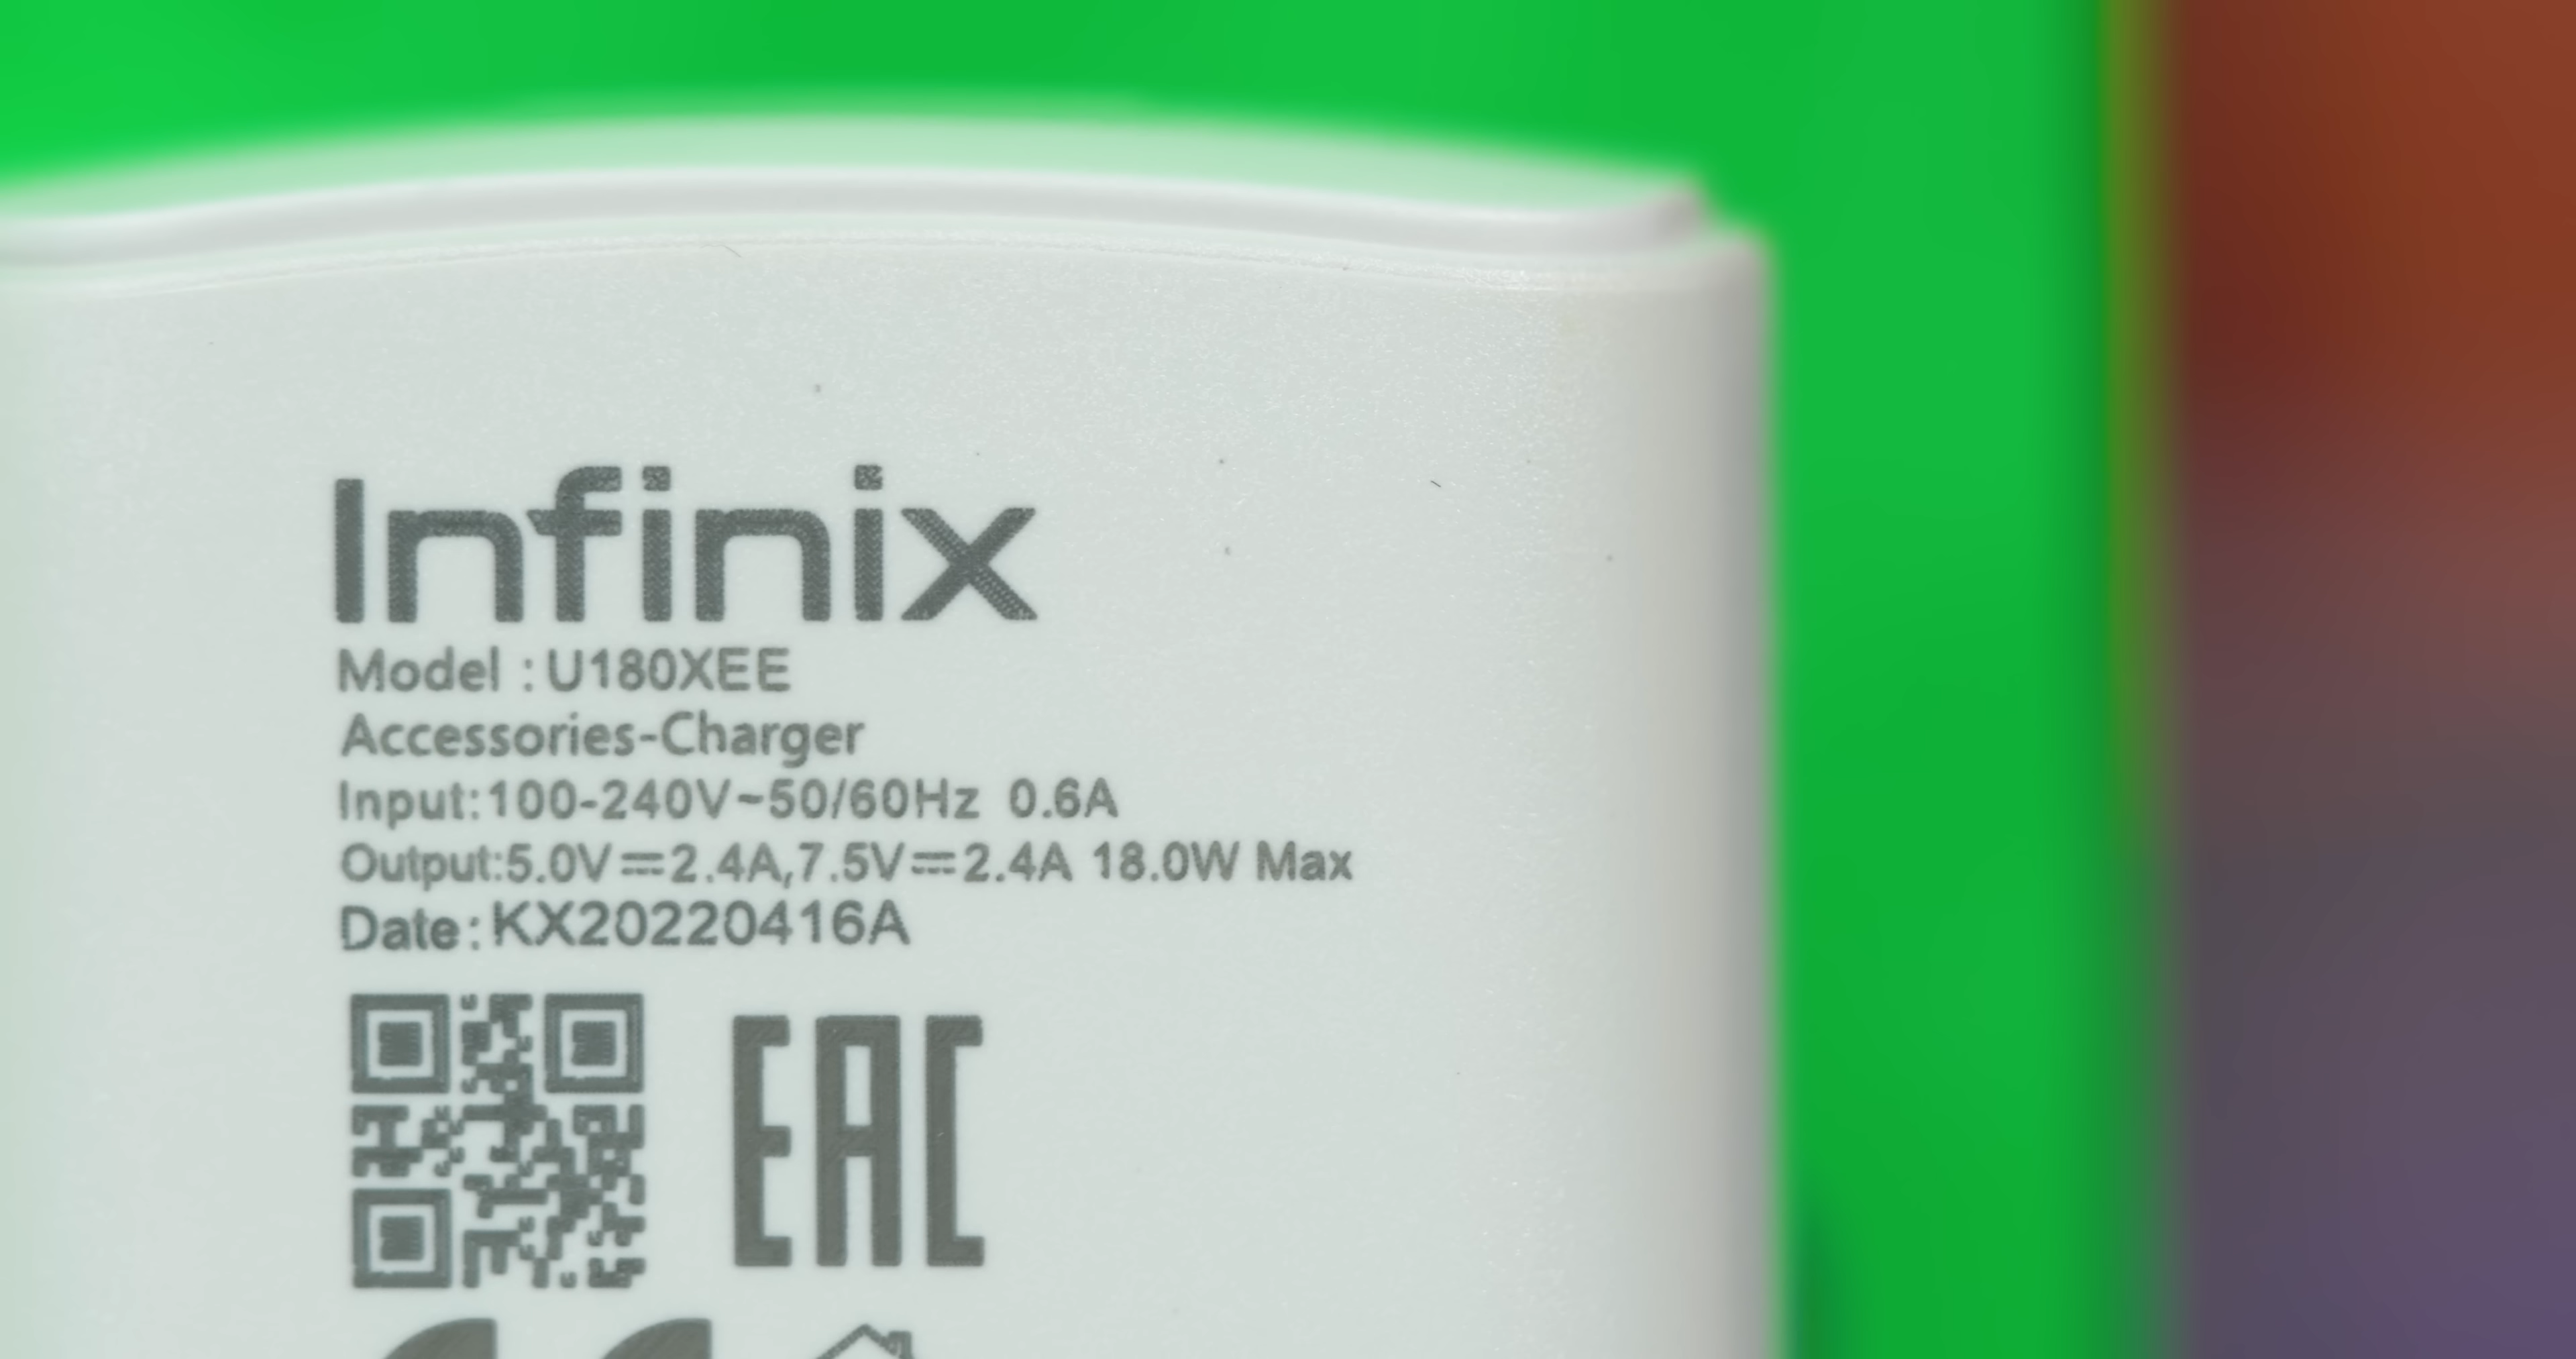 Infinix
Model : U180XEE
Accessories-Charger
Input:100-240V~50/60Hz 0.6A
Output:5.0V⎓2.4A,7.5V⎓2.4A 18.0W Max
Date:KX20220416A
EAC